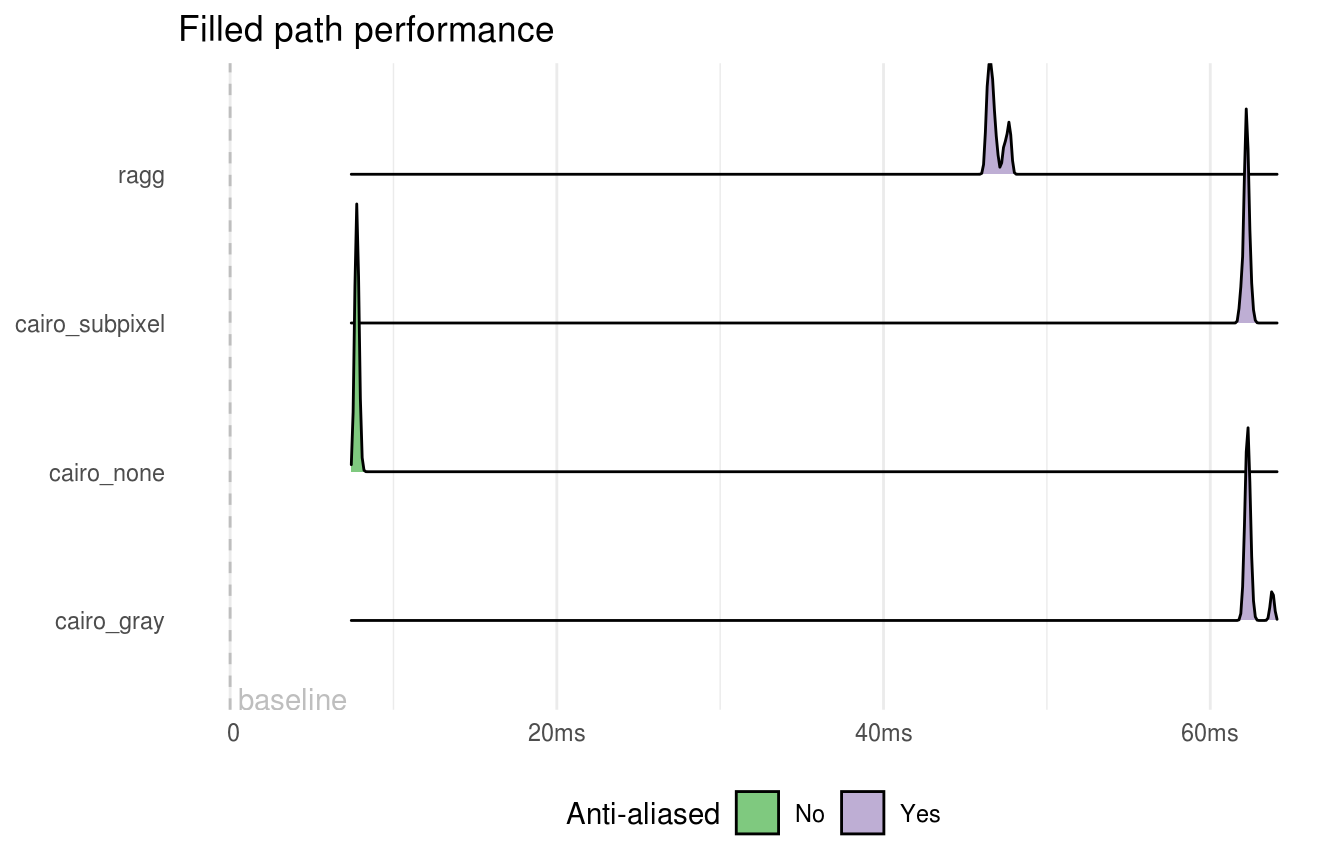 Filled path performance
ragg
cairo_subpixel
cairo_none
cairo_gray
baseline
0 20ms 40ms 60ms
Anti-aliased No Yes